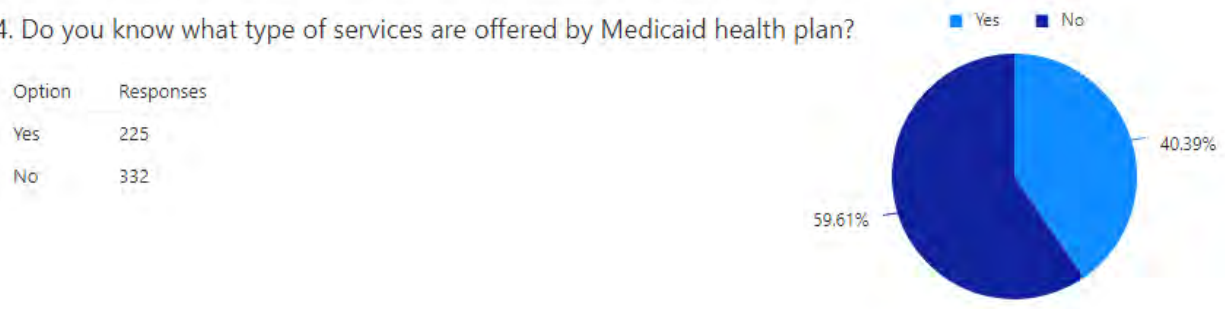 4. Do you know what type of services are offered by Medicaid health plan?
Option Responses
Yes 225
No 332
Yes No
40.39%
59.61%